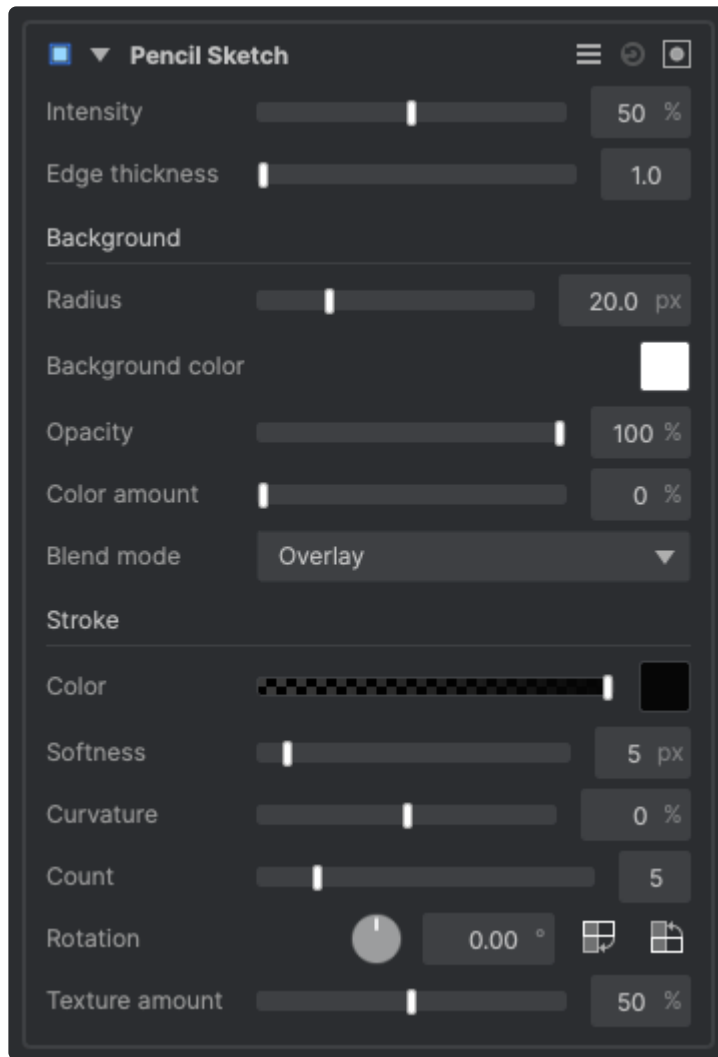 Pencil Sketch
Intensity 50 %
Edge thickness 1.0
Background
Radius 20.0 px
Background color
Opacity 100 %
Color amount 0 %
Blend mode Overlay
Stroke
Color
Softness 5 px
Curvature 0 %
Count 5
Rotation 0.00 °
Texture amount 50 %